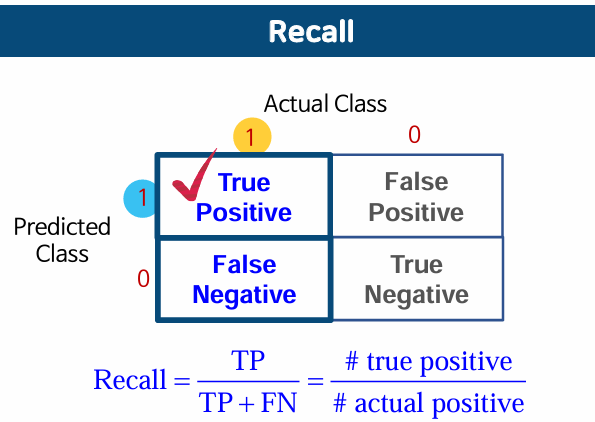 Recall
Actual Class
1 0
1 True Positive False Positive
Predicted Class
0 False Negative True Negative
Recall = TP / TP + FN = # true positive / # actual positive